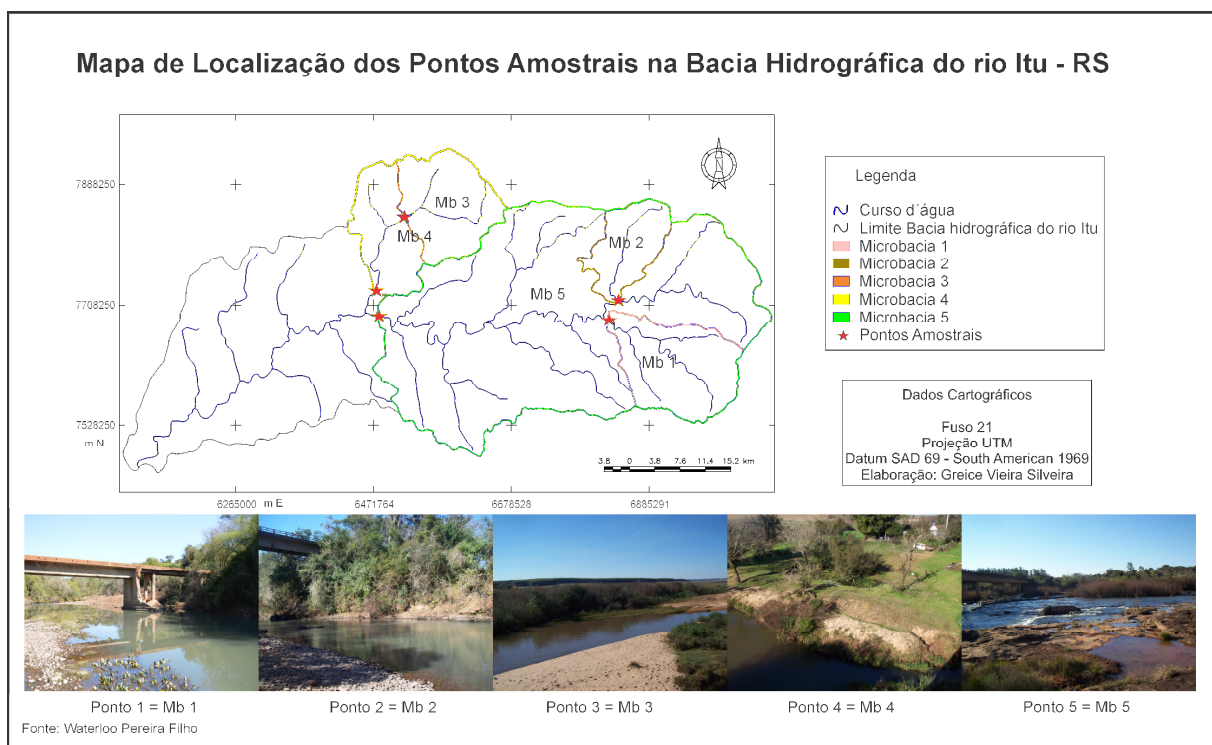 Mapa de Localização dos Pontos Amostrais na Bacia Hidrográfica do rio Itu - RS
7888250
7708250
7528250
m N
6265000 m E
6471764
6678528
6885291
Mb 3
Mb 4
Mb 2
Mb 5
Mb 1
N
3.8 0 3.8 7.6 11.4 15.2 km
Legenda
Curso d´água
Limite Bacia hidrográfica do rio Itu
Microbacia 1
Microbacia 2
Microbacia 3
Microbacia 4
Microbacia 5
Pontos Amostrais
Dados Cartográficos
Fuso 21
Projeção UTM
Datum SAD 69 - South American 1969
Elaboração: Greice Vieira Silveira
Ponto 1 = Mb 1
Ponto 2 = Mb 2
Ponto 3 = Mb 3
Ponto 4 = Mb 4
Ponto 5 = Mb 5
Fonte: Waterloo Pereira Filho